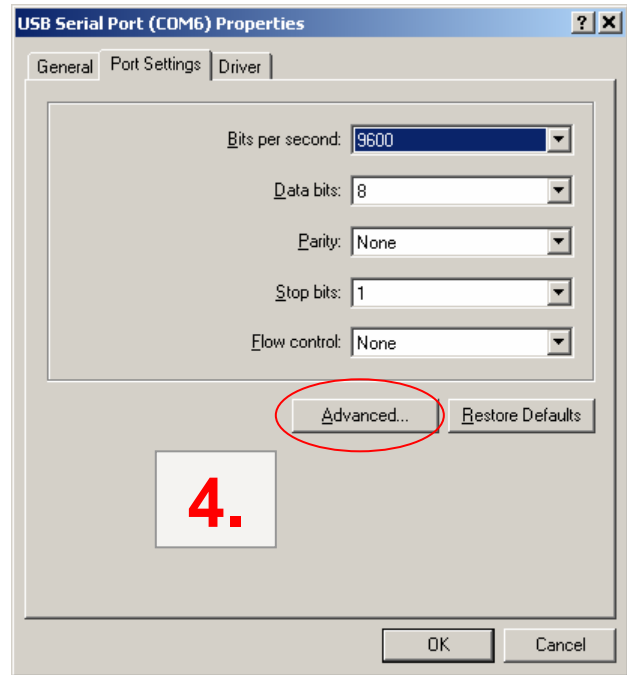 USB Serial Port (COM6) Properties
General Port Settings Driver
Bits per second: 9600
Data bits: 8
Parity: None
Stop bits: 1
Flow control: None
Advanced... Restore Defaults
4.
OK Cancel